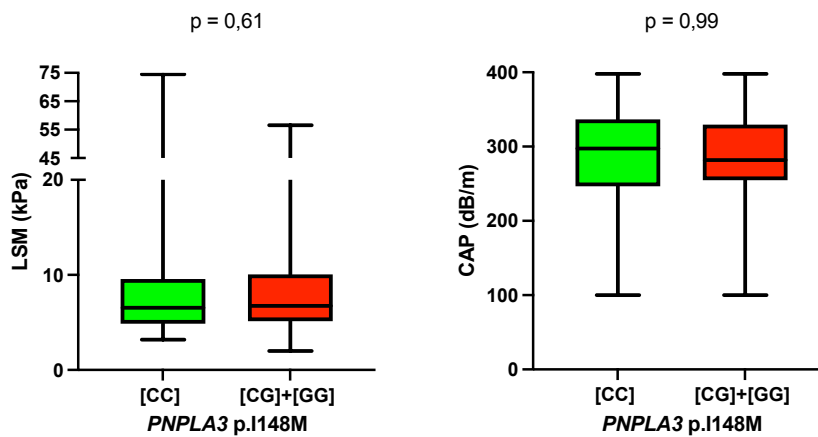 p = 0,61
LSM (kPa)
75
65
55
45
20
10
0
[CC]
[CG]+[GG]
PNPLA3 p.I148M
p = 0,99
CAP (dB/m)
400
300
200
100
0
[CC]
[CG]+[GG]
PNPLA3 p.I148M